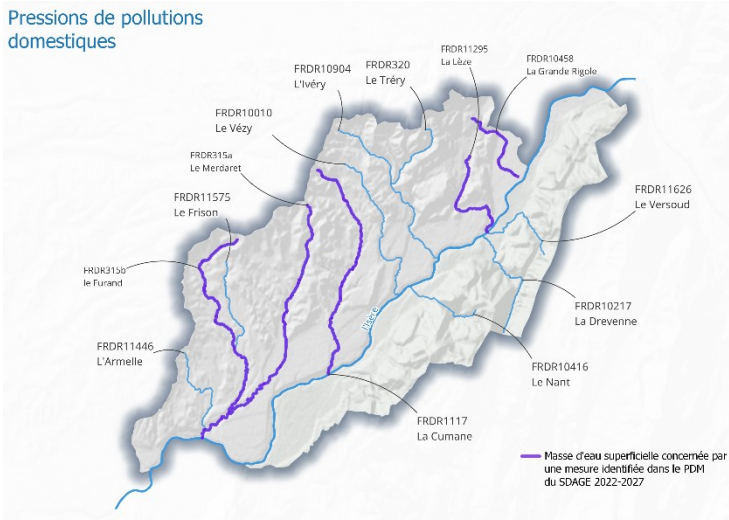 Pressions de pollutions
domestiques
FRDR11295
La Lèze
FRDR10458
La Grande Rigole
FRDR320
Le Tréry
FRDR10904
L'Ivéry
FRDR10010
Le Vézy
FRDR315a
Le Merdaret
FRDR11575
Le Frison
FRDR11626
Le Versoud
FRDR315b
le Furand
FRDR10217
La Drevenne
l'Isère
FRDR11446
L'Armelle
FRDR10416
Le Nant
FRDR1117
La Cumane
Masse d'eau superficielle concernée par
une mesure identifiée dans le PDM
du SDAGE 2022-2027